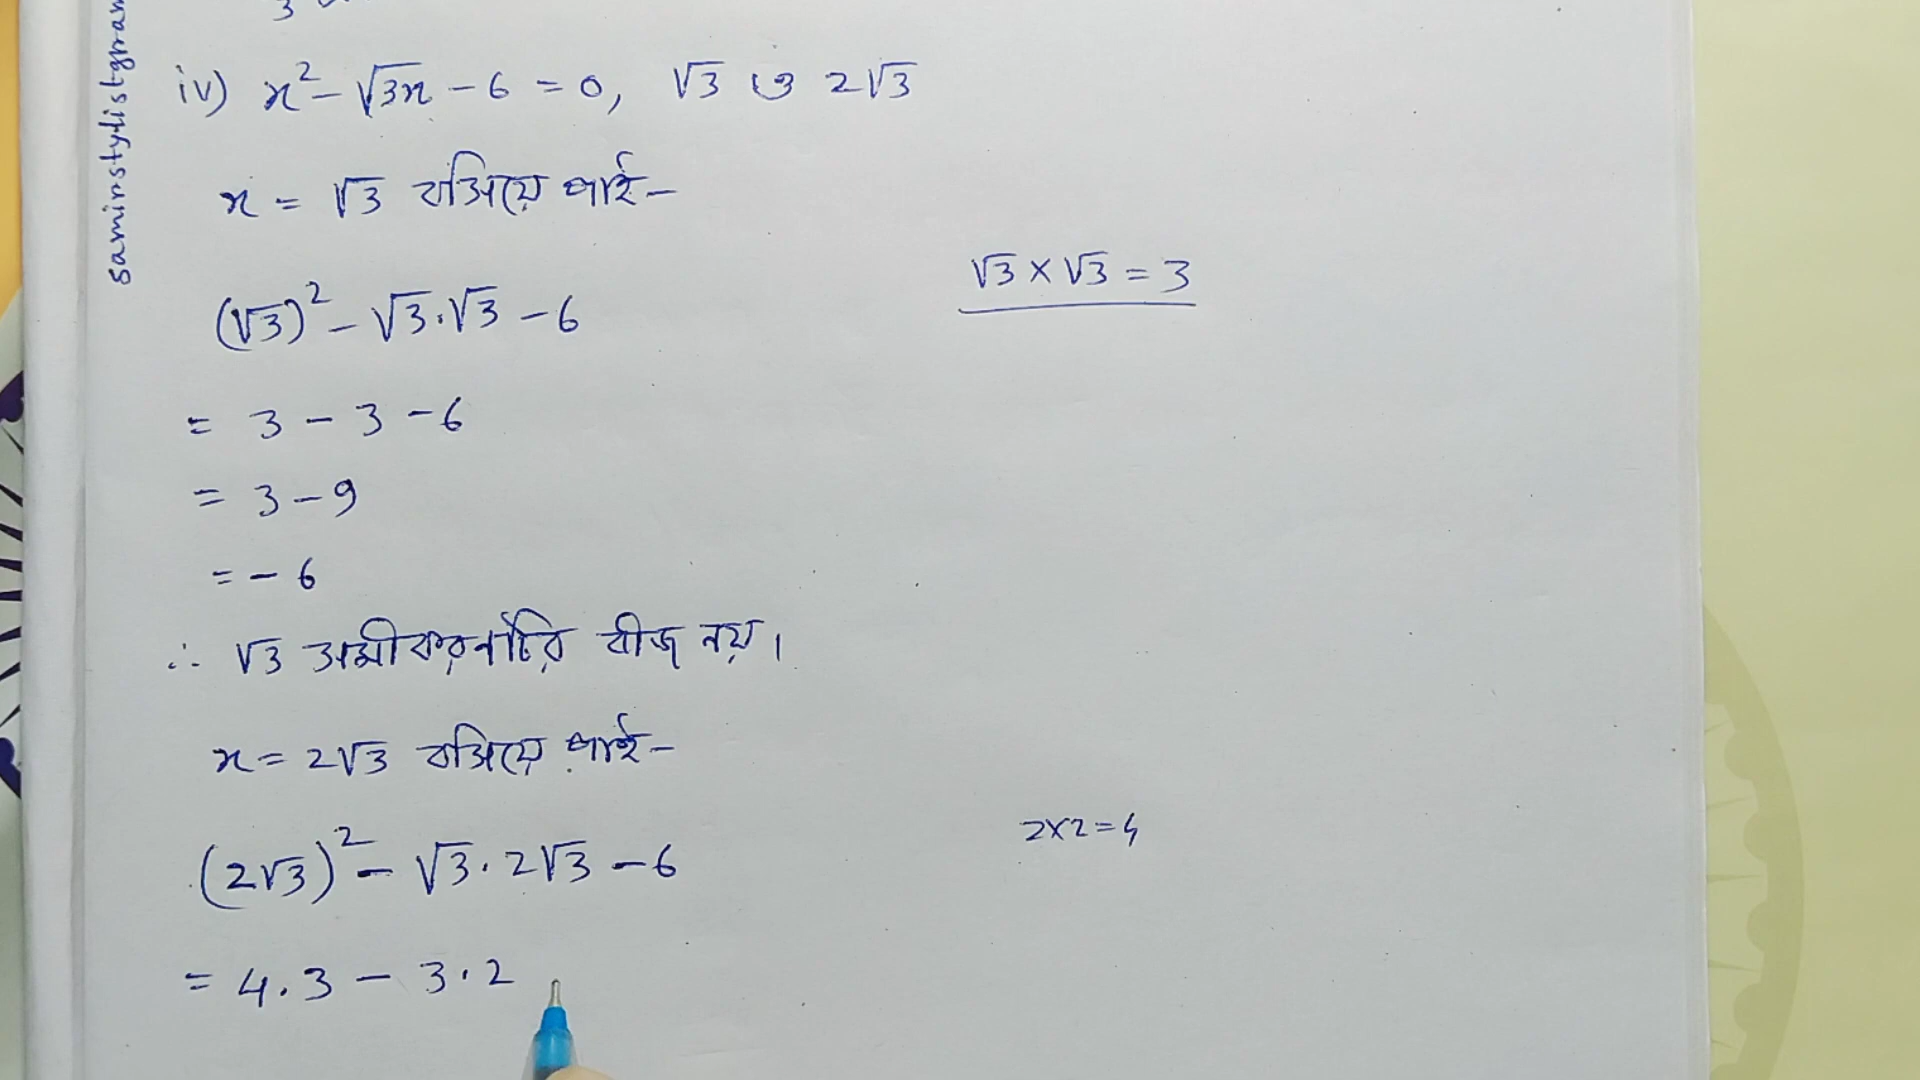 saminstylistgram
3
iv) x² - √3x - 6 = 0, √3 ও 2√3
x = √3 বসিয়ে পাই-
(√3)² - √3.√3 - 6
√3 × √3 = 3
= 3 - 3 - 6
= 3 - 9
= - 6
∴ √3 সমীকরণটির বীজ নয়।
x = 2√3 বসিয়ে পাই-
2×2=4
(2√3)² - √3. 2√3 - 6
= 4.3 - 3.2